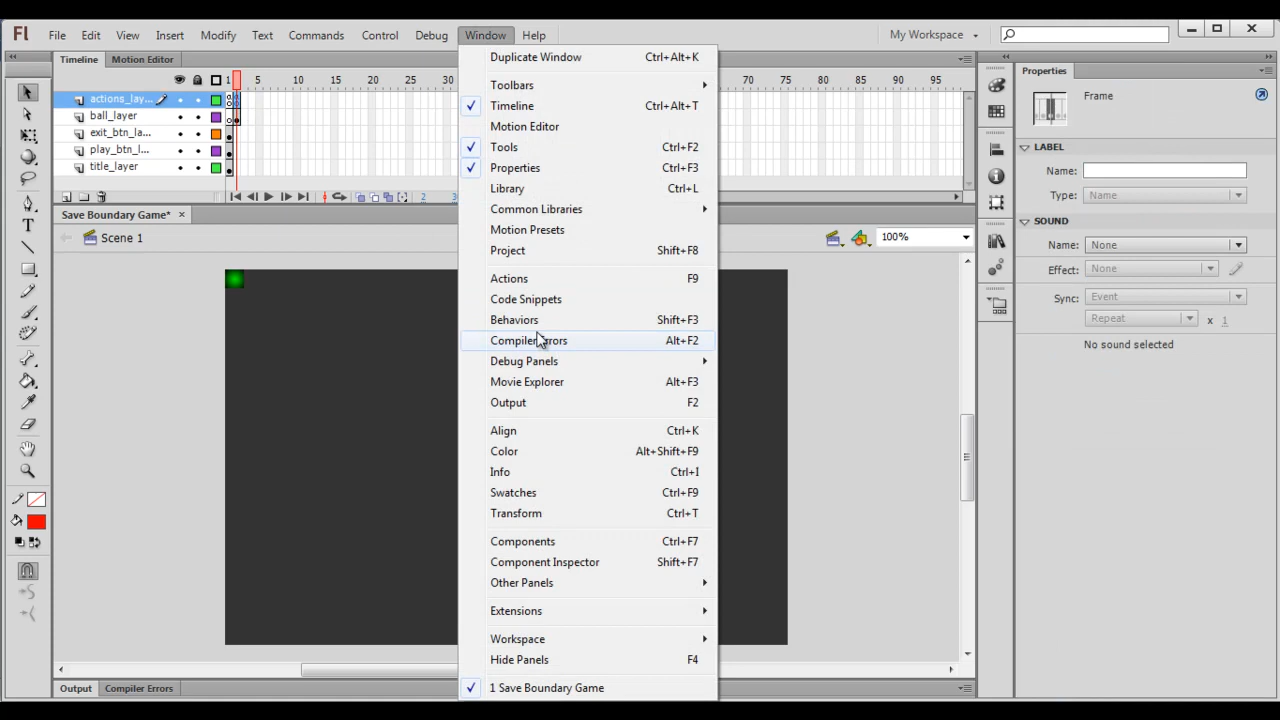 Fl File Edit View Insert Modify Text Commands Control Debug Window Help My Workspace
Timeline Motion Editor
1 5 10 15 20 25 30 75 80 85 90 95
actions_lay...
ball_layer
exit_btn_la...
play_btn_l...
title_layer
2
Save Boundary Game*
Scene 1
100%
Duplicate Window Ctrl+Alt+K
Toolbars
Timeline Ctrl+Alt+T
Motion Editor
Tools Ctrl+F2
Properties Ctrl+F3
Library Ctrl+L
Common Libraries
Motion Presets
Project Shift+F8
Actions F9
Code Snippets
Behaviors Shift+F3
Compiler Errors Alt+F2
Debug Panels
Movie Explorer Alt+F3
Output F2
Align Ctrl+K
Color Alt+Shift+F9
Info Ctrl+I
Swatches Ctrl+F9
Transform Ctrl+T
Components Ctrl+F7
Component Inspector Shift+F7
Other Panels
Extensions
Workspace
Hide Panels F4
1 Save Boundary Game
Properties
Frame
LABEL
Name:
Type: Name
SOUND
Name: None
Effect: None
Sync: Event
Repeat x 1
No sound selected
Output Compiler Errors